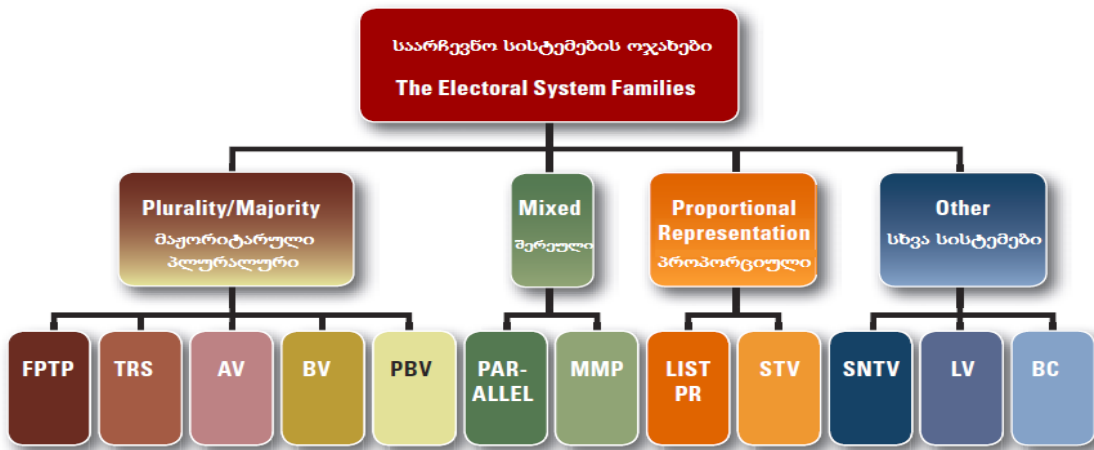 საარჩევნო სისტემების ოჯახები
The Electoral System Families
Plurality/Majority
მაჟორიტარული
პლურალური
Mixed
შერეული
Proportional
Representation
პროპორციული
Other
სხვა სისტემები
FPTP
TRS
AV
BV
PBV
PAR-
ALLEL
MMP
LIST
PR
STV
SNTV
LV
BC